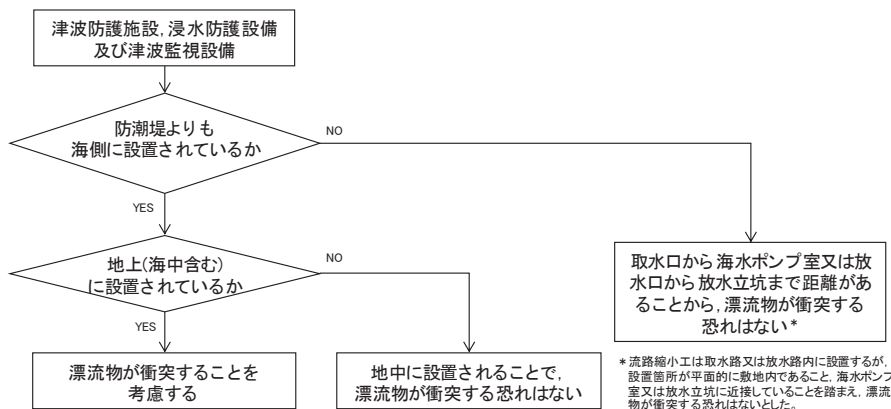 津波防護施設，浸水防護設備
及び津波監視設備
防潮堤よりも
海側に設置されているか
NO
YES
地上(海中含む)
に設置されているか
NO
YES
取水口から海水ポンプ室又は放
水口から放水立坑まで距離があ
ることから，漂流物が衝突する
恐れはない*
漂流物が衝突することを
考慮する
地中に設置されることで，
漂流物が衝突する恐れはない
*流路縮小工は取水路又は放水路内に設置するが，
設置箇所が平面的に敷地内であること，海水ポンプ
室又は放水立坑に近接していることを踏まえ，漂流
物が衝突する恐れはないとした。